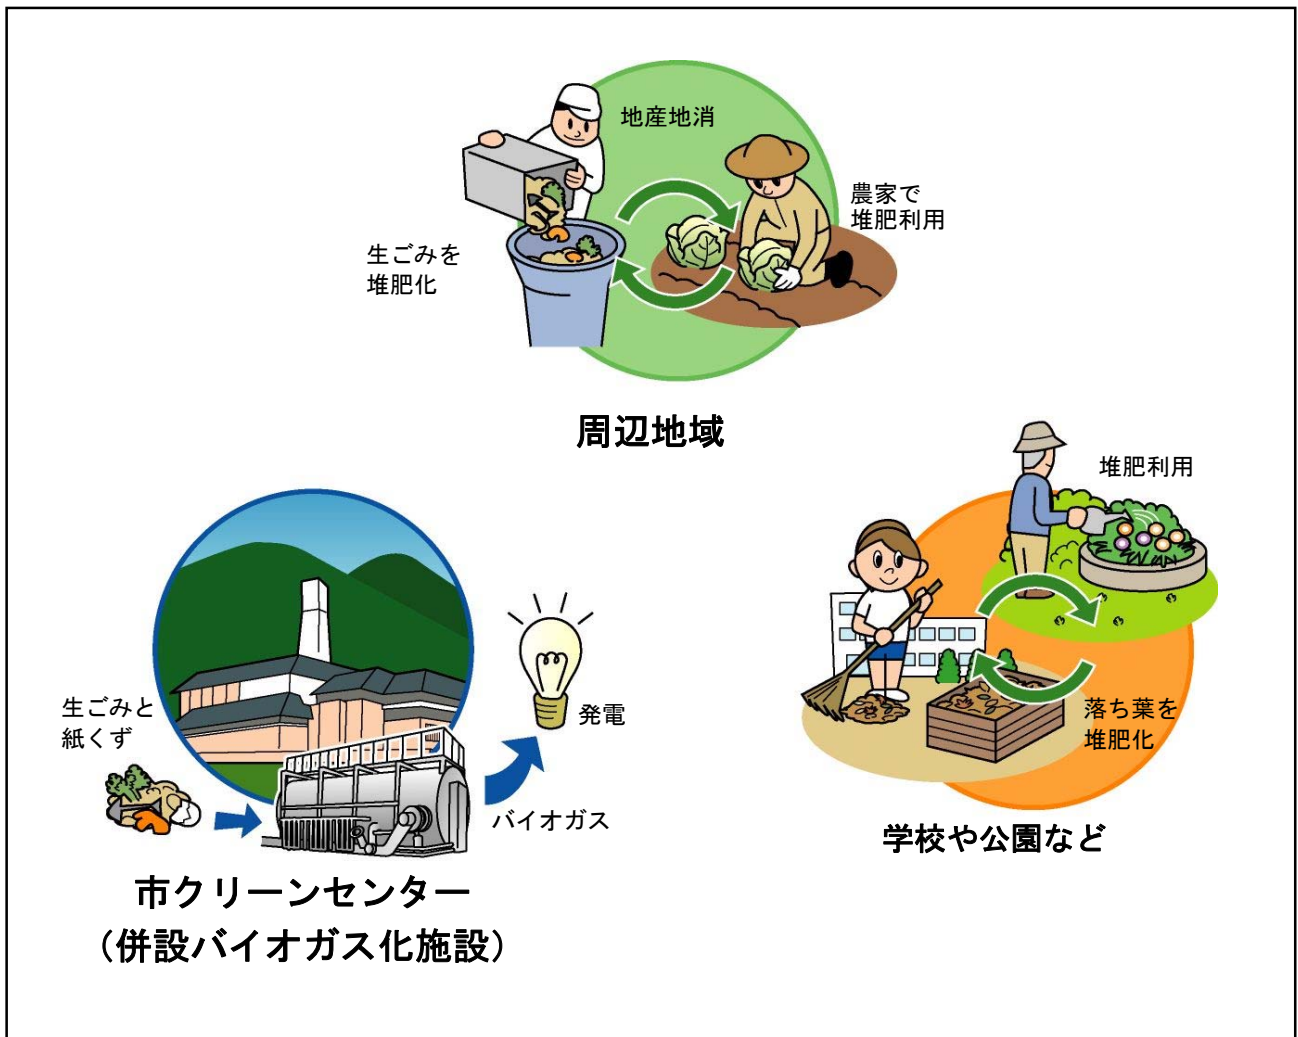 地産地消
農家で
堆肥利用
生ごみを
堆肥化
周辺地域
堆肥利用
落ち葉を
堆肥化
学校や公園など
生ごみと
紙くず
発電
バイオガス
市クリーンセンター
（併設バイオガス化施設）